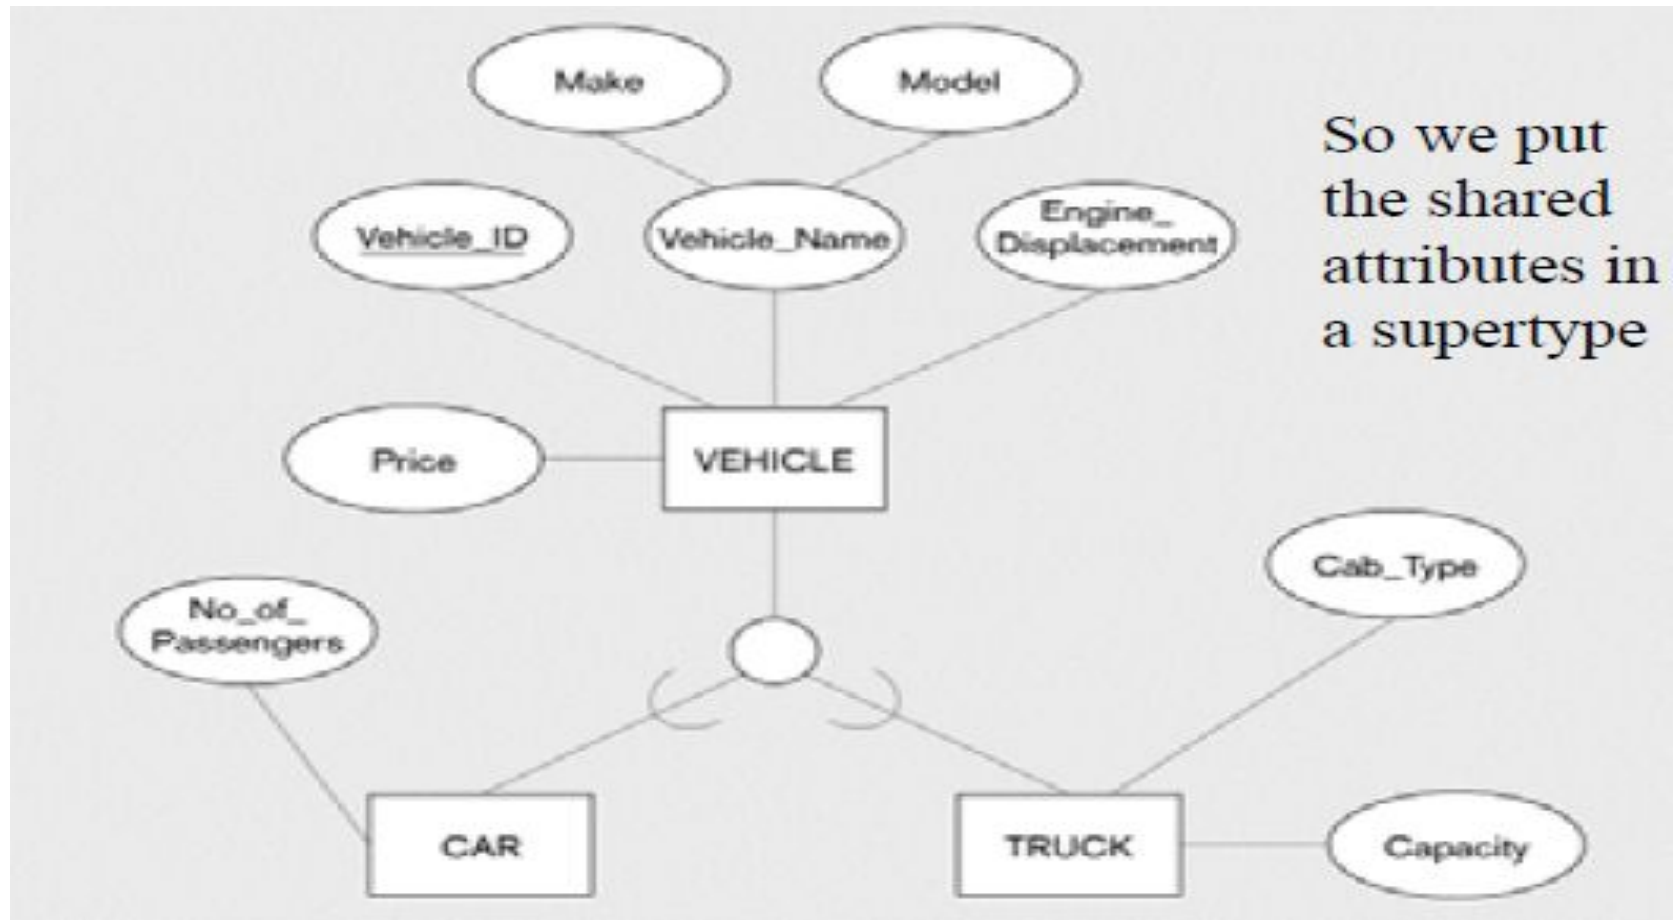 Make
Model
So we put
the shared
attributes in
a supertype
Vehicle_ID
Vehicle_Name
Engine_
Displacement
Price
VEHICLE
Cab_Type
No_of_
Passengers
CAR
TRUCK
Capacity